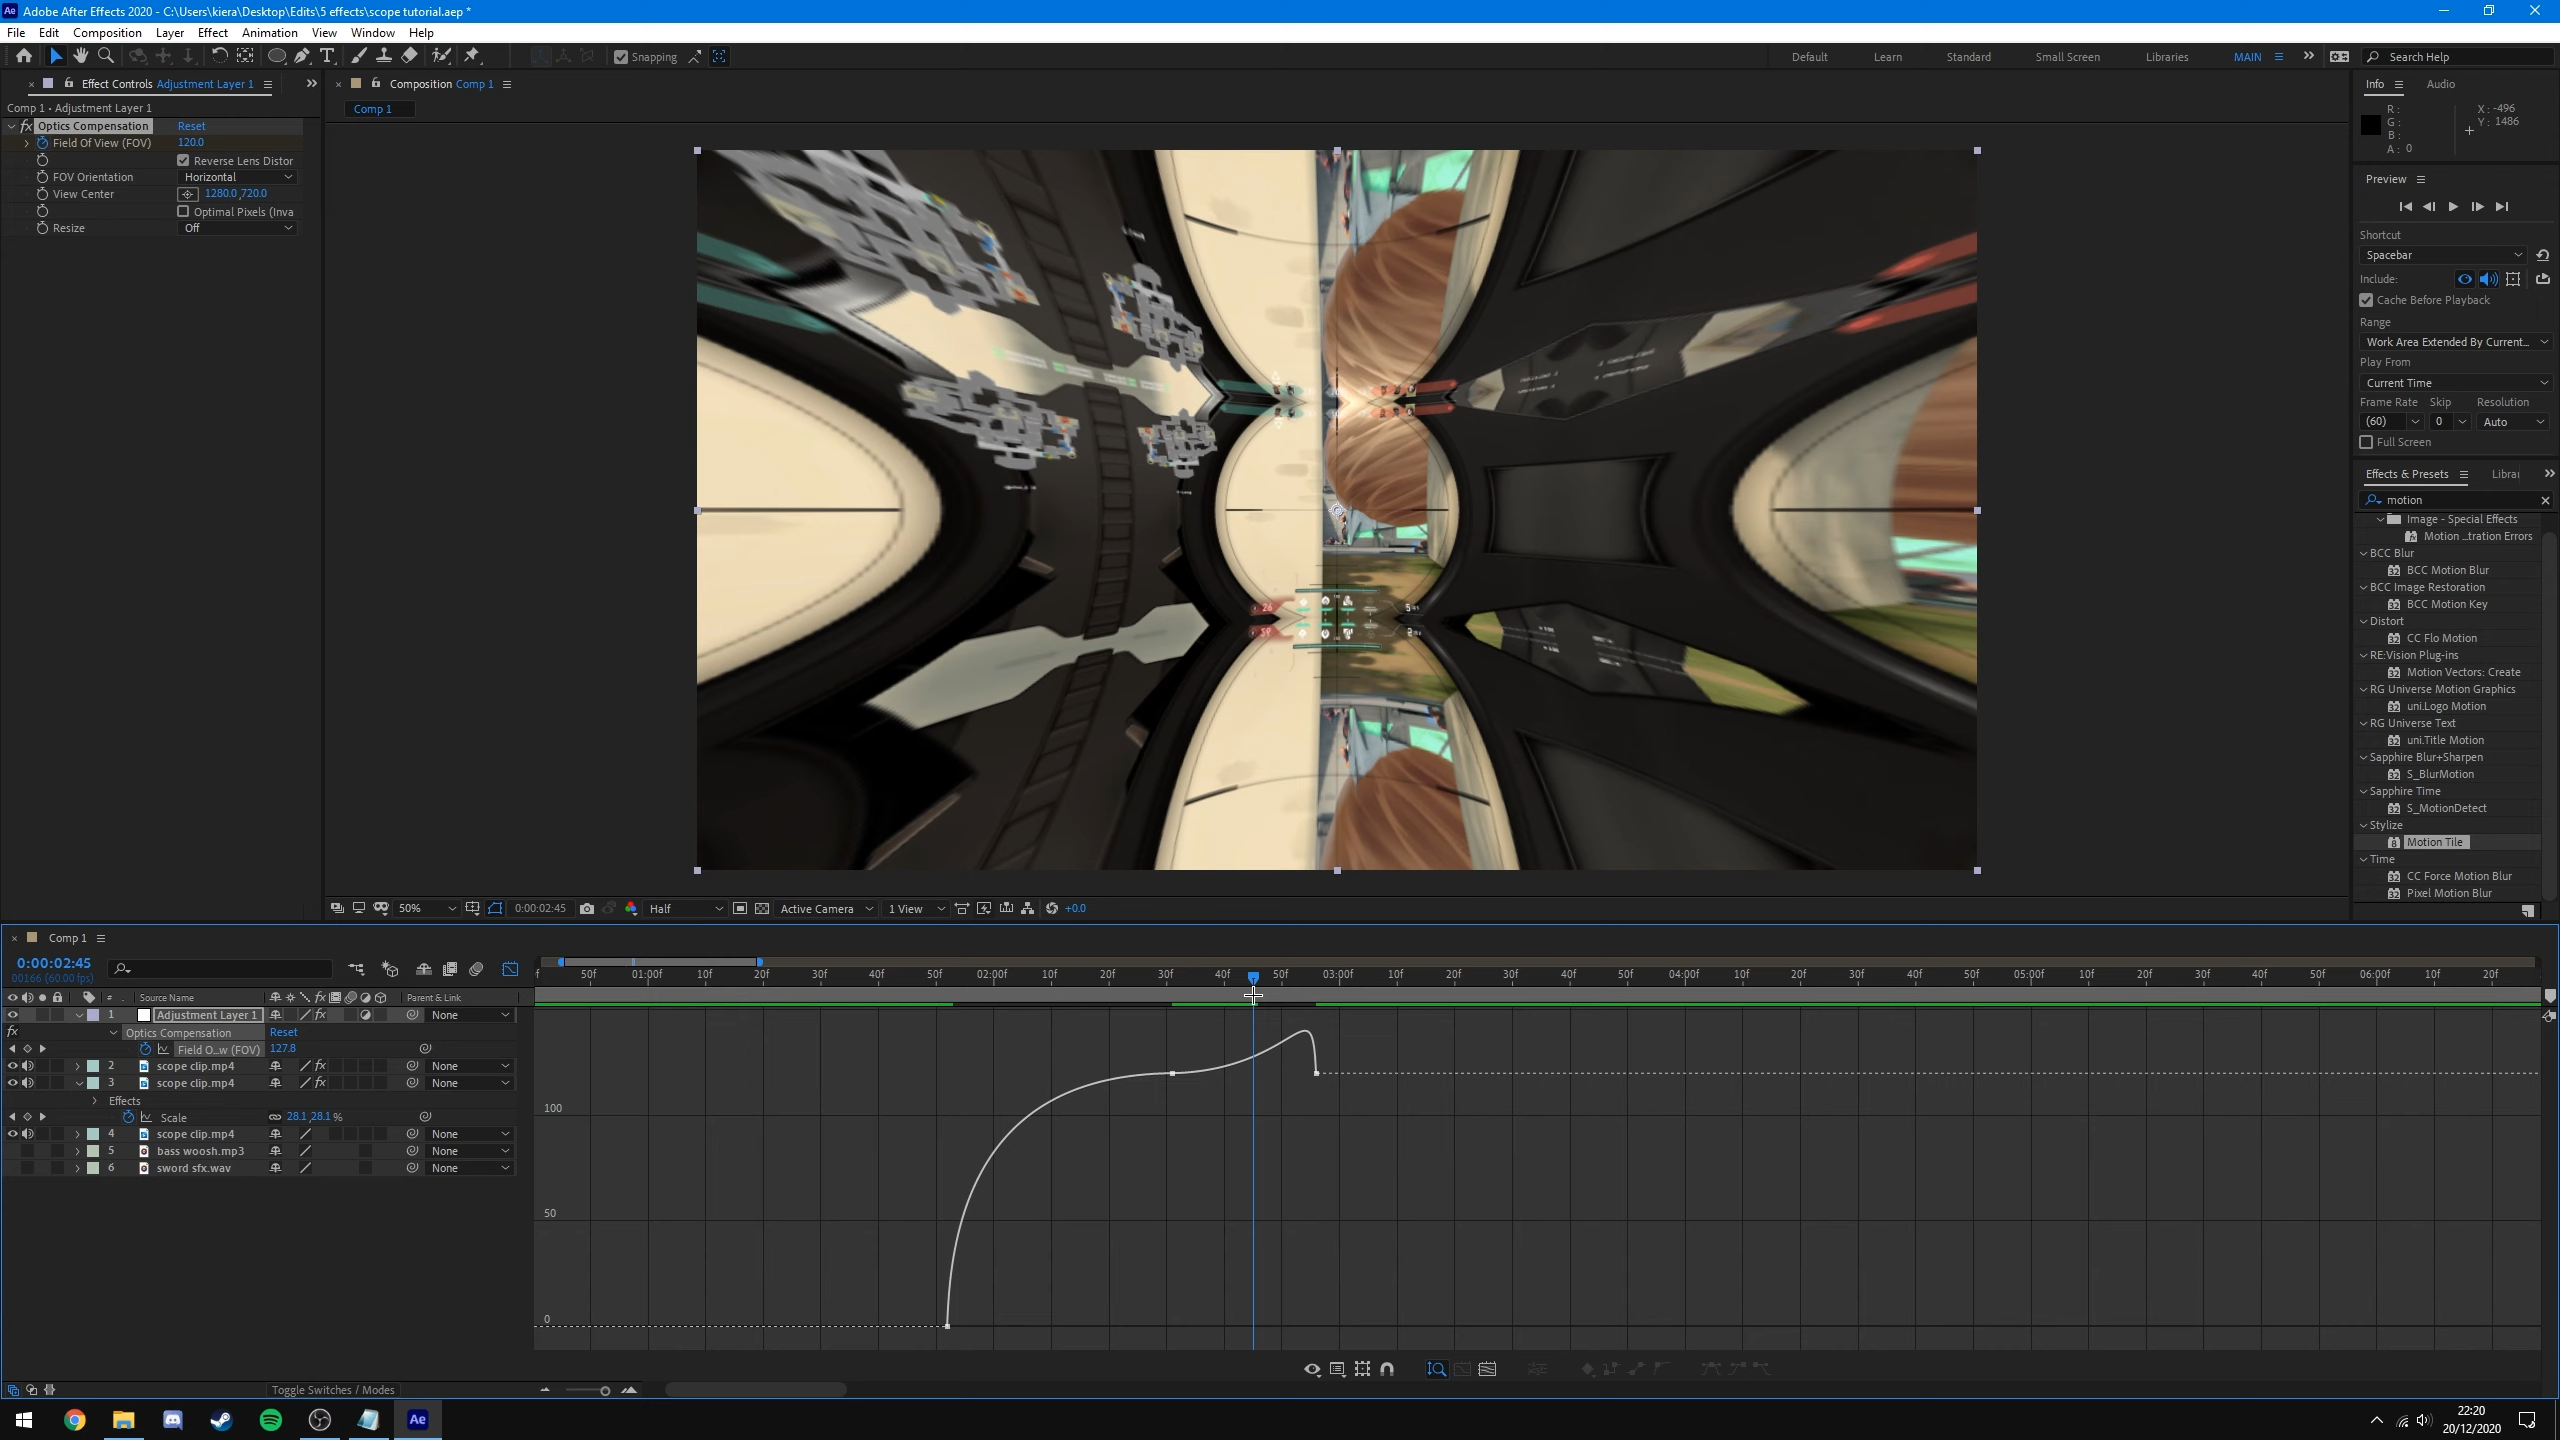 Ae Adobe After Effects 2020 - C:\Users\kiera\Desktop\Edits\5 effects\scope tutorial.aep *
File Edit Composition Layer Effect Animation View Window Help
Snapping
Default Learn Standard Small Screen Libraries MAIN Search Help
Effect Controls Adjustment Layer 1
Comp 1 • Adjustment Layer 1
fx Optics Compensation Reset
Field Of View (FOV) 120.0
Reverse Lens Distor
FOV Orientation Horizontal
View Center 1280.0,720.0
Optimal Pixels (Inva
Resize Off
Composition Comp 1
Comp 1
26
50% 0:00:02:45 Half Active Camera 1 View +0.0
Info Audio
R: X: -496
G: Y: 1486
B:
A: 0
Preview
Shortcut
Spacebar
Include:
Cache Before Playback
Range
Work Area Extended By Current...
Play From
Current Time
Frame Rate Skip Resolution
(60) 0 Auto
Full Screen
Effects & Presets Librar
motion
Image - Special Effects
Motion ...tration Errors
BCC Blur
BCC Motion Blur
BCC Image Restoration
BCC Motion Key
Distort
CC Flo Motion
RE:Vision Plug-ins
Motion Vectors: Create
RG Universe Motion Graphics
uni.Logo Motion
RG Universe Text
uni.Title Motion
Sapphire Blur+Sharpen
S_BlurMotion
Sapphire Time
S_MotionDetect
Stylize
Motion Tile
Time
CC Force Motion Blur
Pixel Motion Blur
Comp 1
0:00:02:45
00166 (60.00 fps)
f 50f 01:00f 10f 20f 30f 40f 50f 02:00f 10f 20f 30f 40f 50f 03:00f 10f 20f 30f 40f 50f 04:00f 10f 20f 30f 40f 50f 05:00f 10f 20f 30f 40f 50f 06:00f 10f 20f
# Source Name fx Parent & Link
1 Adjustment Layer 1 fx None
fx Optics Compensation Reset
Field O...w (FOV) 127.8
2 scope clip.mp4 fx None
3 scope clip.mp4 fx None
Effects
Scale 28.1,28.1 %
4 scope clip.mp4 None
5 bass woosh.mp3 None
6 sword sfx.wav None
100
50
0
Toggle Switches / Modes
Ae
22:20
20/12/2020